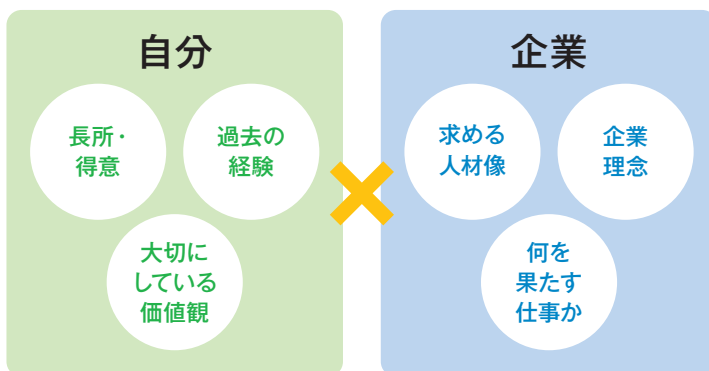 自分
長所・
得意
過去の
経験
大切に
している
価値観
企業
求める
人材像
企業
理念
何を
果たす
仕事か